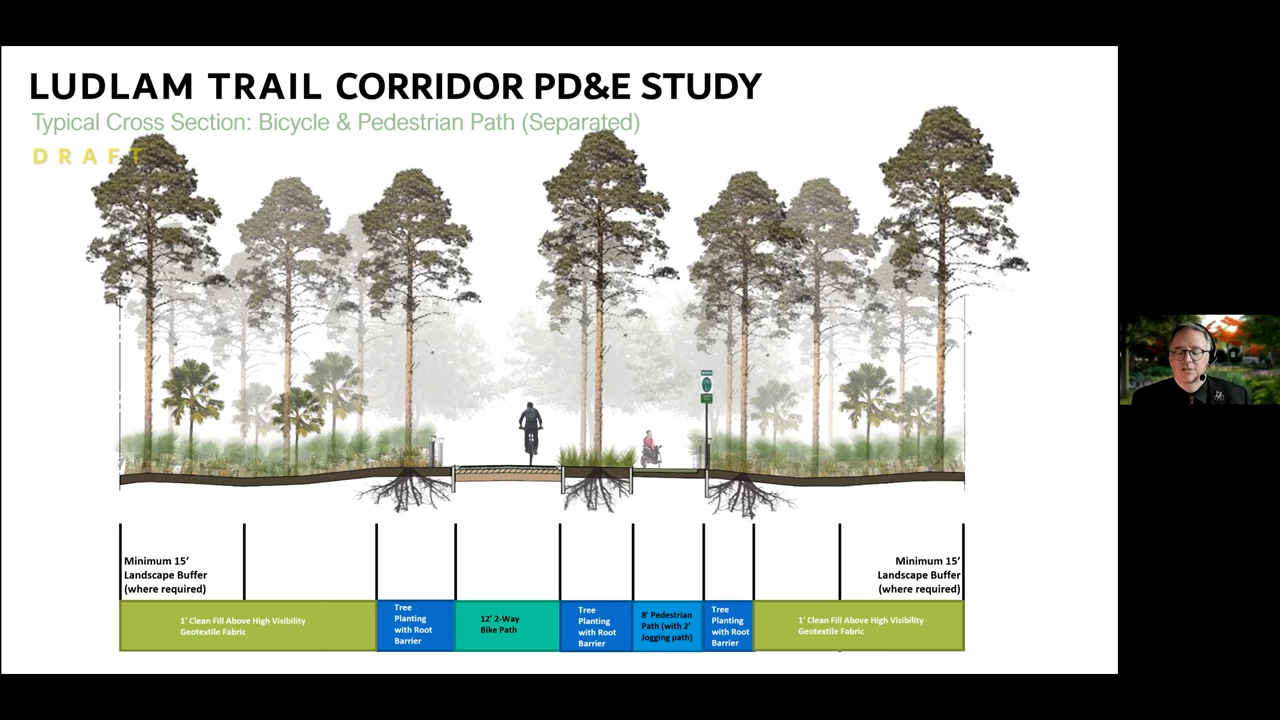 LUDLAM TRAIL CORRIDOR PD&E STUDY
Typical Cross Section: Bicycle & Pedestrian Path (Separated)
DRAFT
Minimum 15'
Landscape Buffer
(where required)
Minimum 15'
Landscape Buffer
(where required)
1' Clean Fill Above High Visibility
Geotextile Fabric
Tree
Planting
with Root
Barrier
12' 2-Way
Bike Path
Tree
Planting
with Root
Barrier
8' Pedestrian
Path (with 2'
Jogging path)
Tree
Planting
with Root
Barrier
1' Clean Fill Above High Visibility
Geotextile Fabric